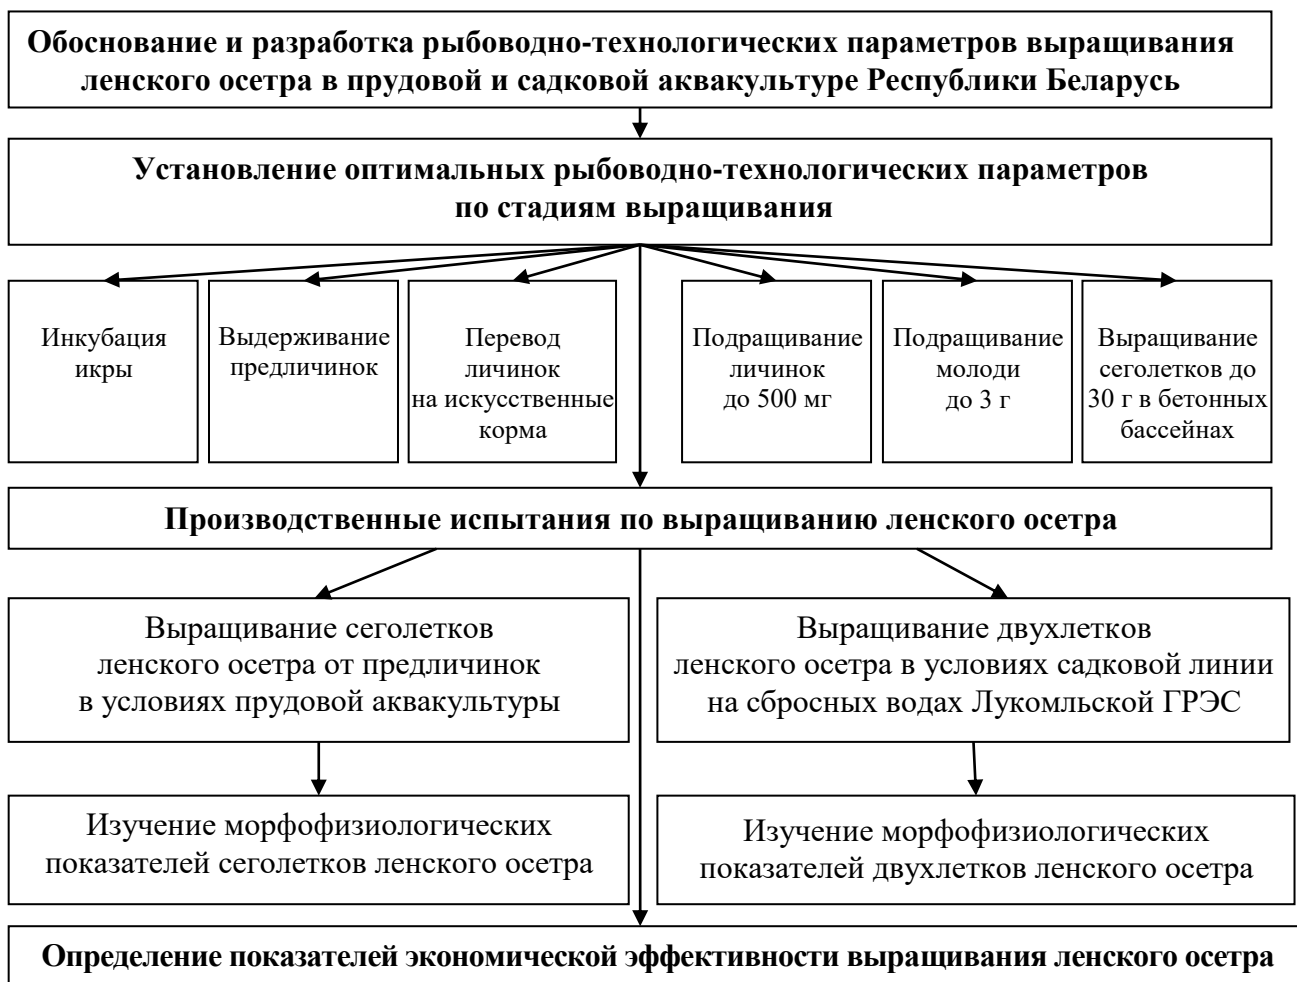 Обоснование и разработка рыбоводно-технологических параметров выращивания
ленского осетра в прудовой и садковой аквакультуре Республики Беларусь
Установление оптимальных рыбоводно-технологических параметров
по стадиям выращивания
Инкубация
икры
Выдерживание
предличинок
Перевод
личинок
на искусственные
корма
Подращивание
личинок
до 500 мг
Подращивание
молоди
до 3 г
Выращивание
сеголетков до
30 г в бетонных
бассейнах
Производственные испытания по выращиванию ленского осетра
Выращивание сеголетков
ленского осетра от предличинок
в условиях прудовой аквакультуры
Выращивание двухлетков
ленского осетра в условиях садковой линии
на сбросных водах Лукомльской ГРЭС
Изучение морфофизиологических
показателей сеголетков ленского осетра
Изучение морфофизиологических
показателей двухлетков ленского осетра
Определение показателей экономической эффективности выращивания ленского осетра